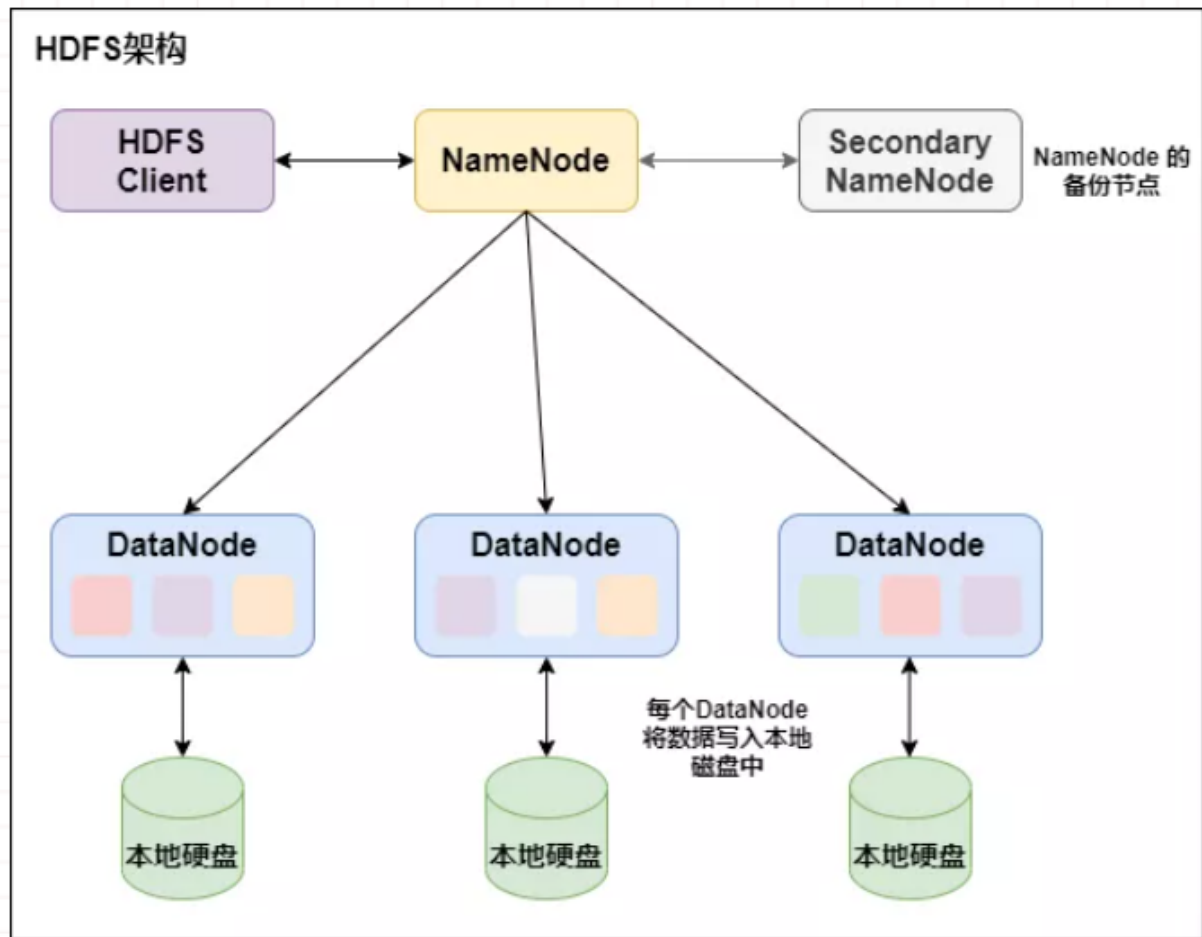 HDFS架构
HDFS
Client
NameNode
Secondary
NameNode
NameNode 的
备份节点
DataNode
DataNode
DataNode
每个DataNode
将数据写入本地
磁盘中
本地硬盘
本地硬盘
本地硬盘